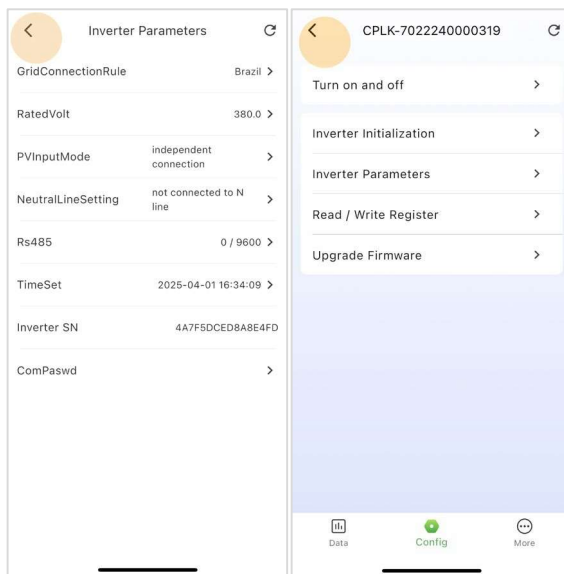 Inverter Parameters
GridConnectionRule Brazil
RatedVolt 380.0
PVInputMode independent
connection
NeutralLineSetting not connected to N
line
Rs485 0 / 9600
TimeSet 2025-04-01 16:34:09
Inverter SN 4A7F5DCED8A8E4FD
ComPaswd
CPLK-7022240000319
Turn on and off
Inverter Initialization
Inverter Parameters
Read / Write Register
Upgrade Firmware
Data Config More